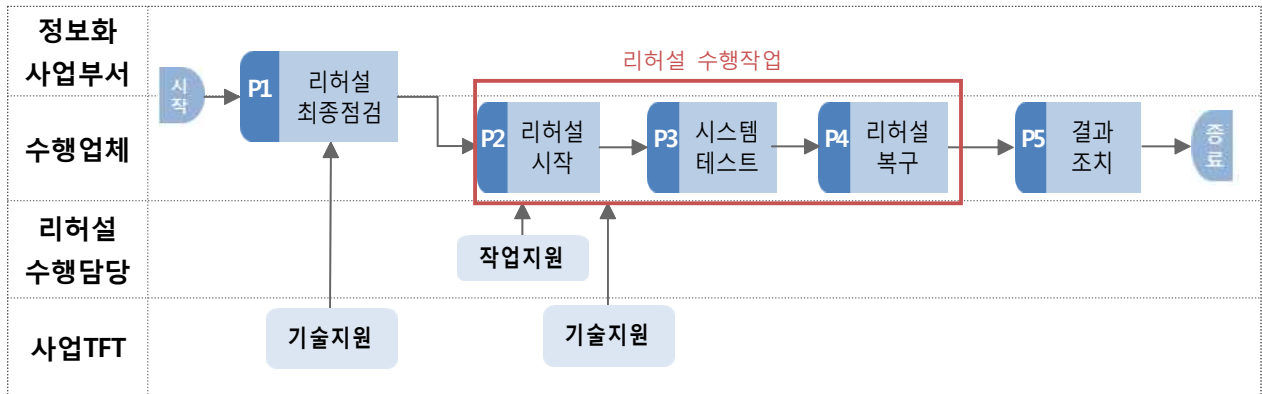 정보화
사업부서
시
작
P1
리허설
최종점검
리허설 수행작업
수행업체
P2
리허설
시작
P3
시스템
테스트
P4
리허설
복구
P5
결과
조치
종
료
리허설
수행담당
작업지원
사업TFT
기술지원
기술지원